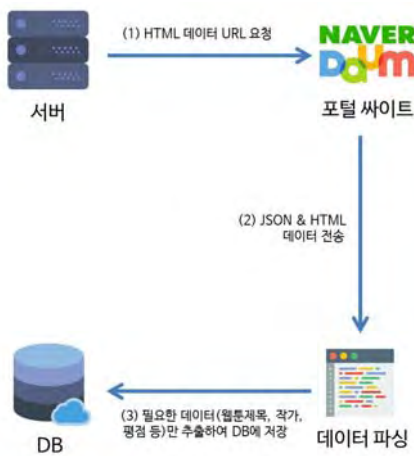 (1) HTML 데이터 URL 요청
NAVER
Daum
서버
포털 싸이트
(2) JSON & HTML
데이터 전송
(3) 필요한 데이터(웹툰제목, 작가,
평점 등)만 추출하여 DB에 저장
DB
데이터 파싱